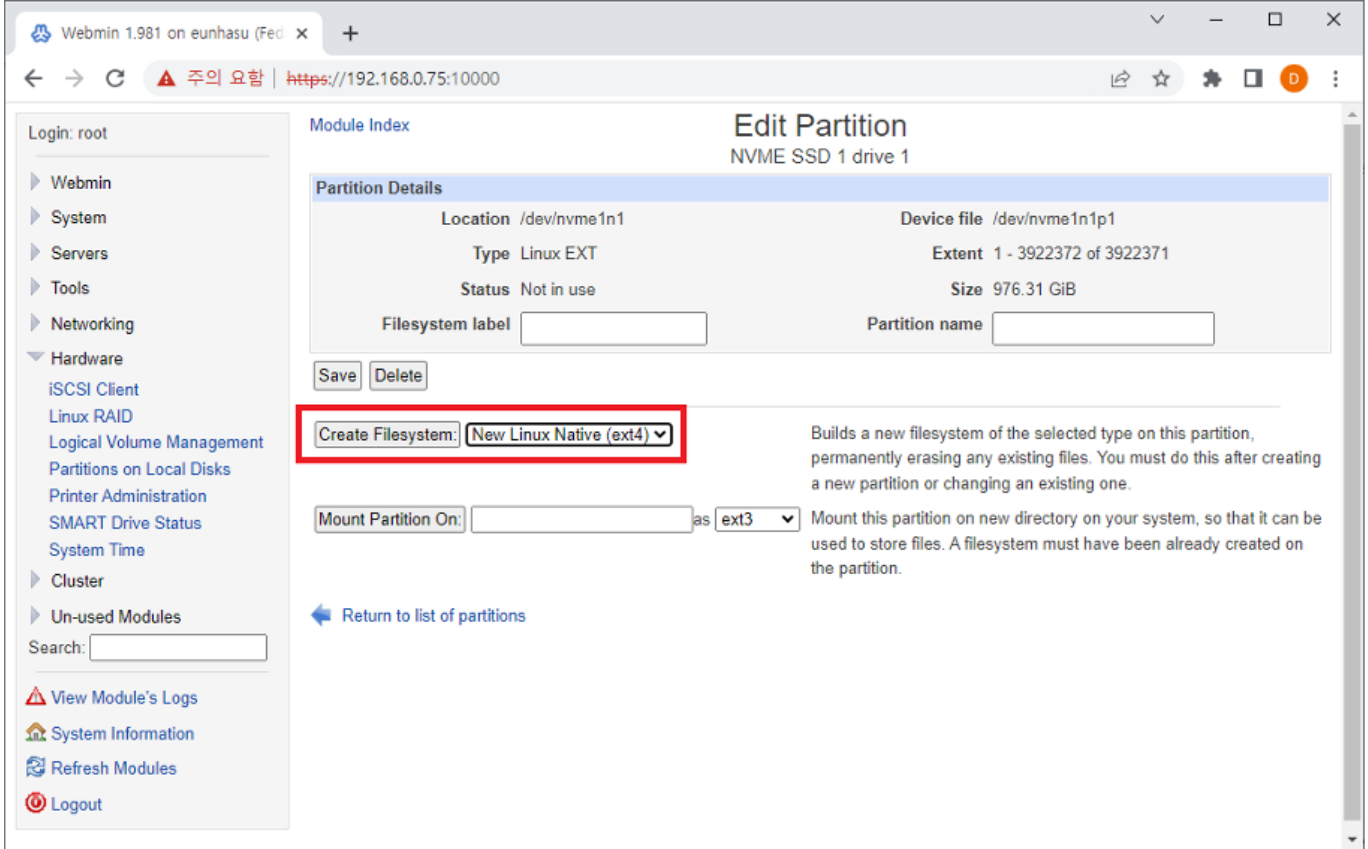 Webmin 1.981 on eunhasu (Fed
주의 요함 https://192.168.0.75:10000
D
Login: root
Webmin
System
Servers
Tools
Networking
Hardware
iSCSI Client
Linux RAID
Logical Volume Management
Partitions on Local Disks
Printer Administration
SMART Drive Status
System Time
Cluster
Un-used Modules
Search:
View Module's Logs
System Information
Refresh Modules
Logout
Module Index
Edit Partition
NVME SSD 1 drive 1
Partition Details
Location /dev/nvme1n1 Device file /dev/nvme1n1p1
Type Linux EXT Extent 1 - 3922372 of 3922371
Status Not in use Size 976.31 GiB
Filesystem label Partition name
Save Delete
Create Filesystem: New Linux Native (ext4)
Builds a new filesystem of the selected type on this partition,
permanently erasing any existing files. You must do this after creating
a new partition or changing an existing one.
Mount Partition On: as ext3
Mount this partition on new directory on your system, so that it can be
used to store files. A filesystem must have been already created on
the partition.
Return to list of partitions